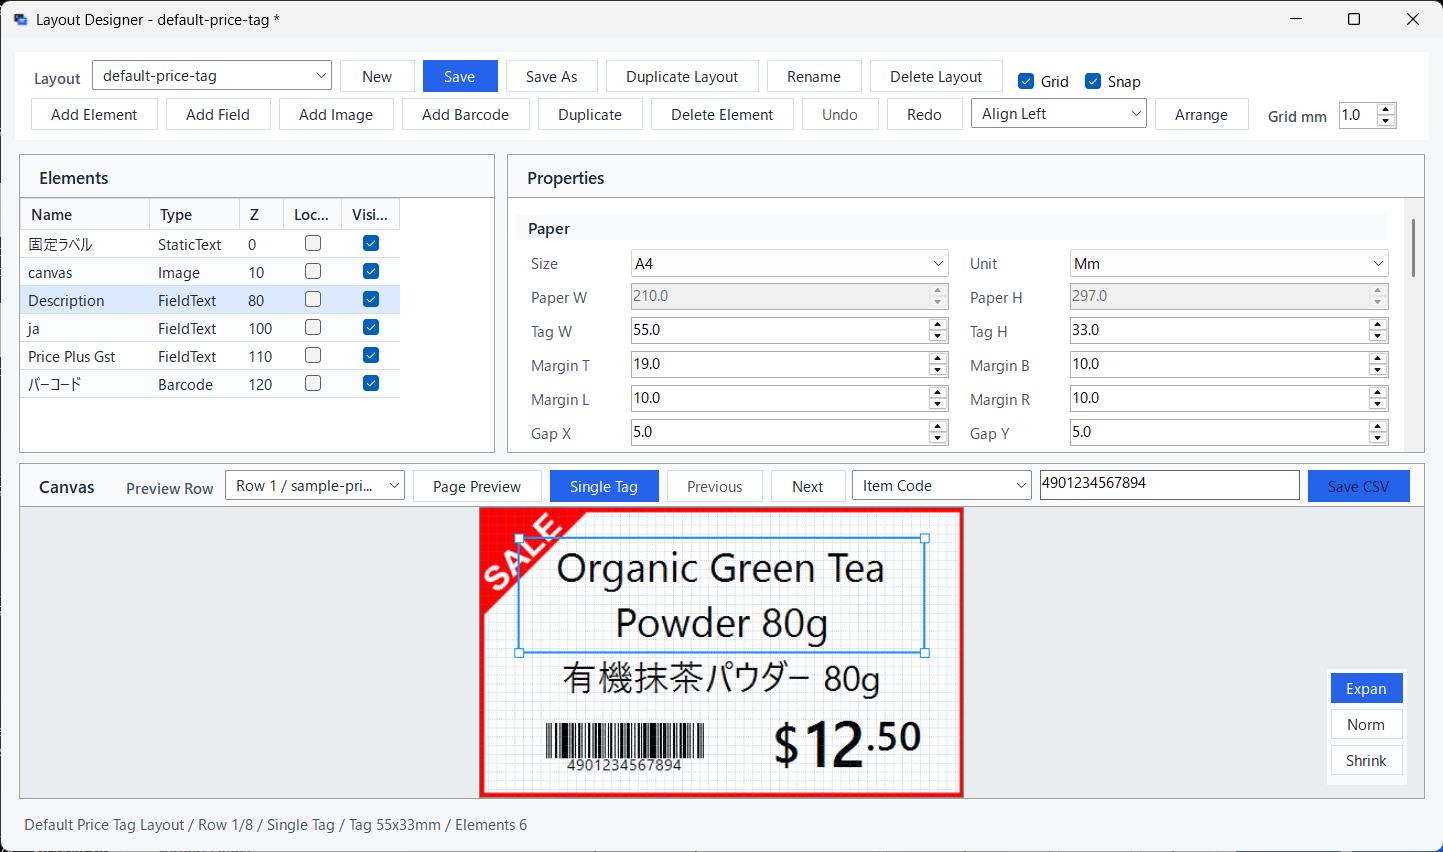 Layout Designer - default-price-tag *
Layout default-price-tag New Save Save As Duplicate Layout Rename Delete Layout Grid Snap
Add Element Add Field Add Image Add Barcode Duplicate Delete Element Undo Redo Align Left Arrange Grid mm 1.0
Elements
Name Type Z Loc... Visi...
固定ラベル StaticText 0
canvas Image 10
Description FieldText 80
ja FieldText 100
Price Plus Gst FieldText 110
バーコード Barcode 120
Properties
Paper
Size A4 Unit Mm
Paper W 210.0 Paper H 297.0
Tag W 55.0 Tag H 33.0
Margin T 19.0 Margin B 10.0
Margin L 10.0 Margin R 10.0
Gap X 5.0 Gap Y 5.0
Canvas Preview Row Row 1 / sample-pri... Page Preview Single Tag Previous Next Item Code 4901234567894 Save CSV
SALE
Organic Green Tea
Powder 80g
有機抹茶パウダー 80g
$12.50
4901234567894
Expan
Norm
Shrink
Default Price Tag Layout / Row 1/8 / Single Tag / Tag 55x33mm / Elements 6